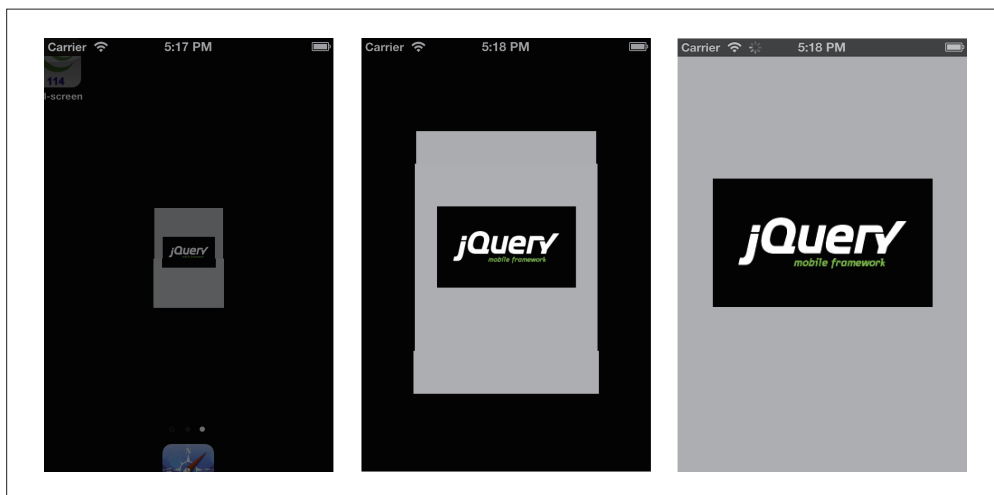 Carrier 5:17 PM
114
l-screen
jQuery
Carrier 5:18 PM
jQuery
mobile framework
Carrier 5:18 PM
jQuery
mobile framework